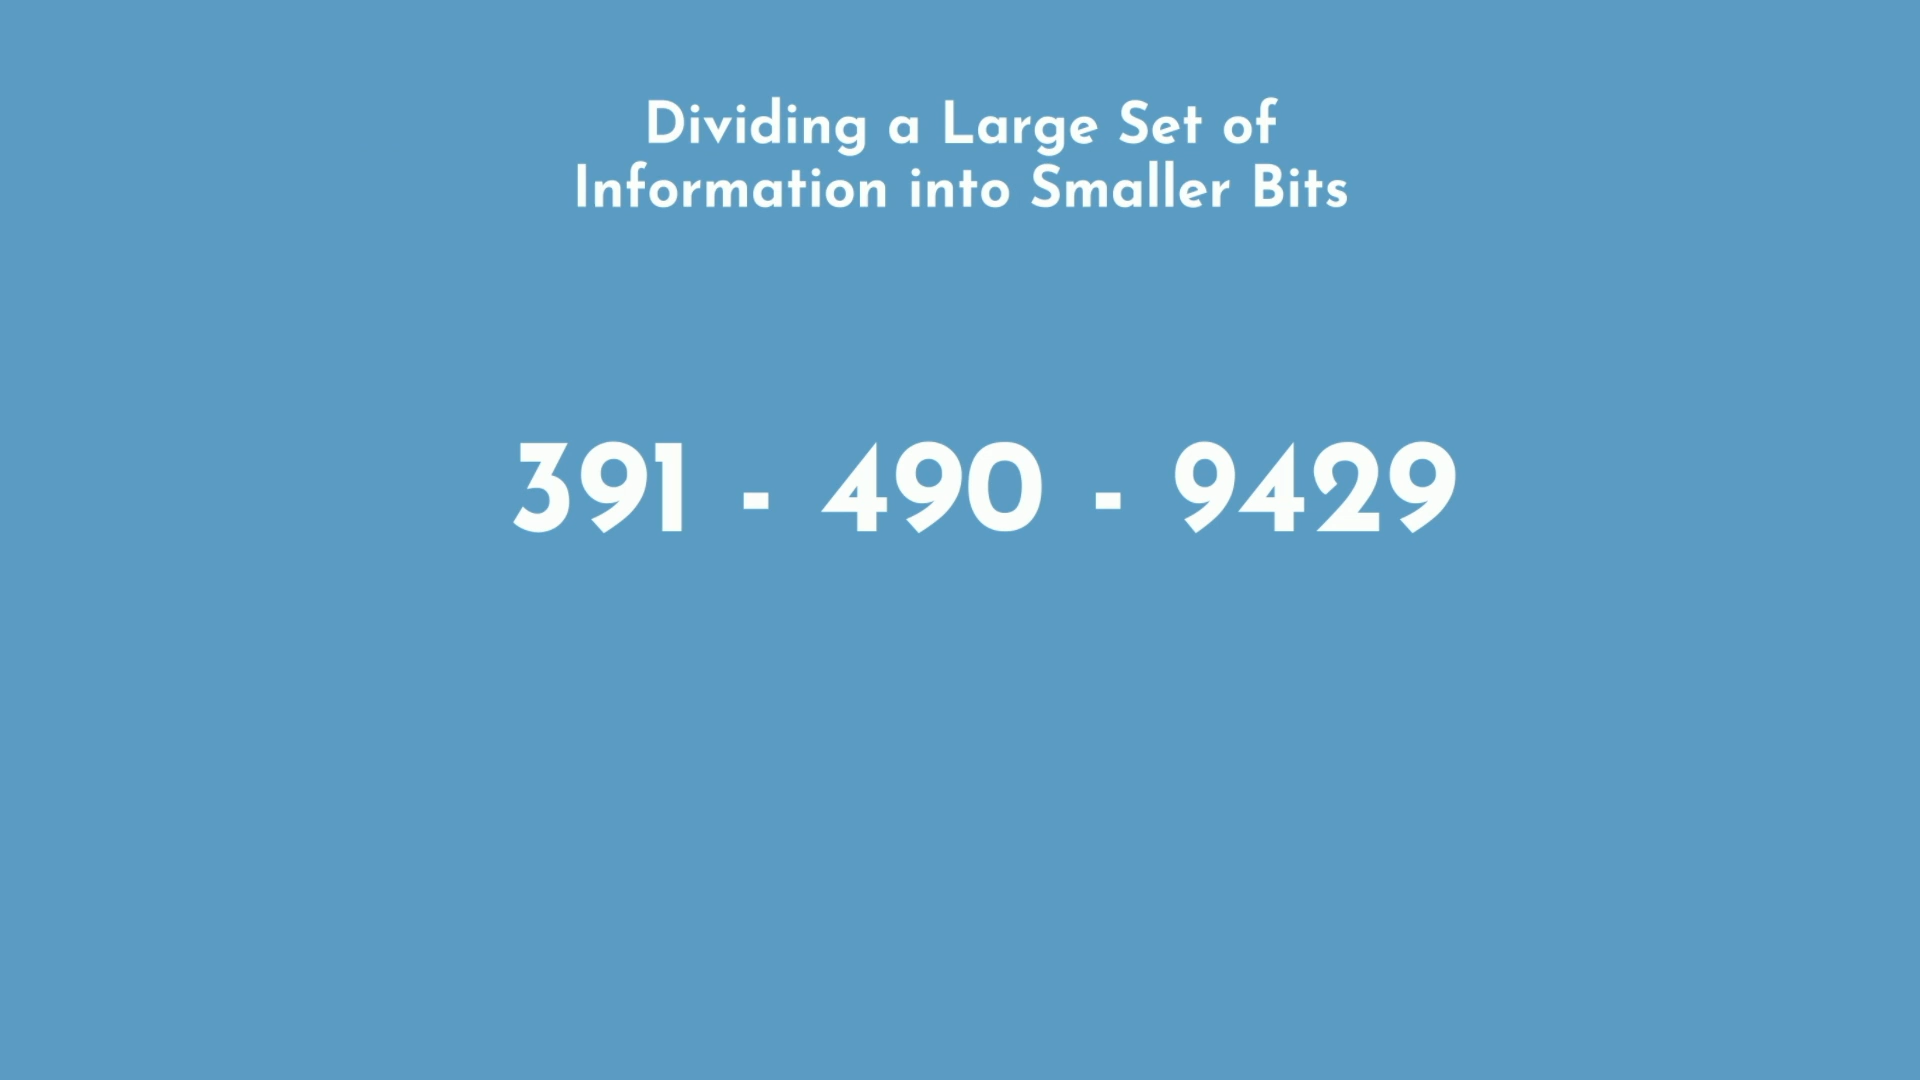 Dividing a Large Set of
Information into Smaller Bits
391 - 490 - 9429